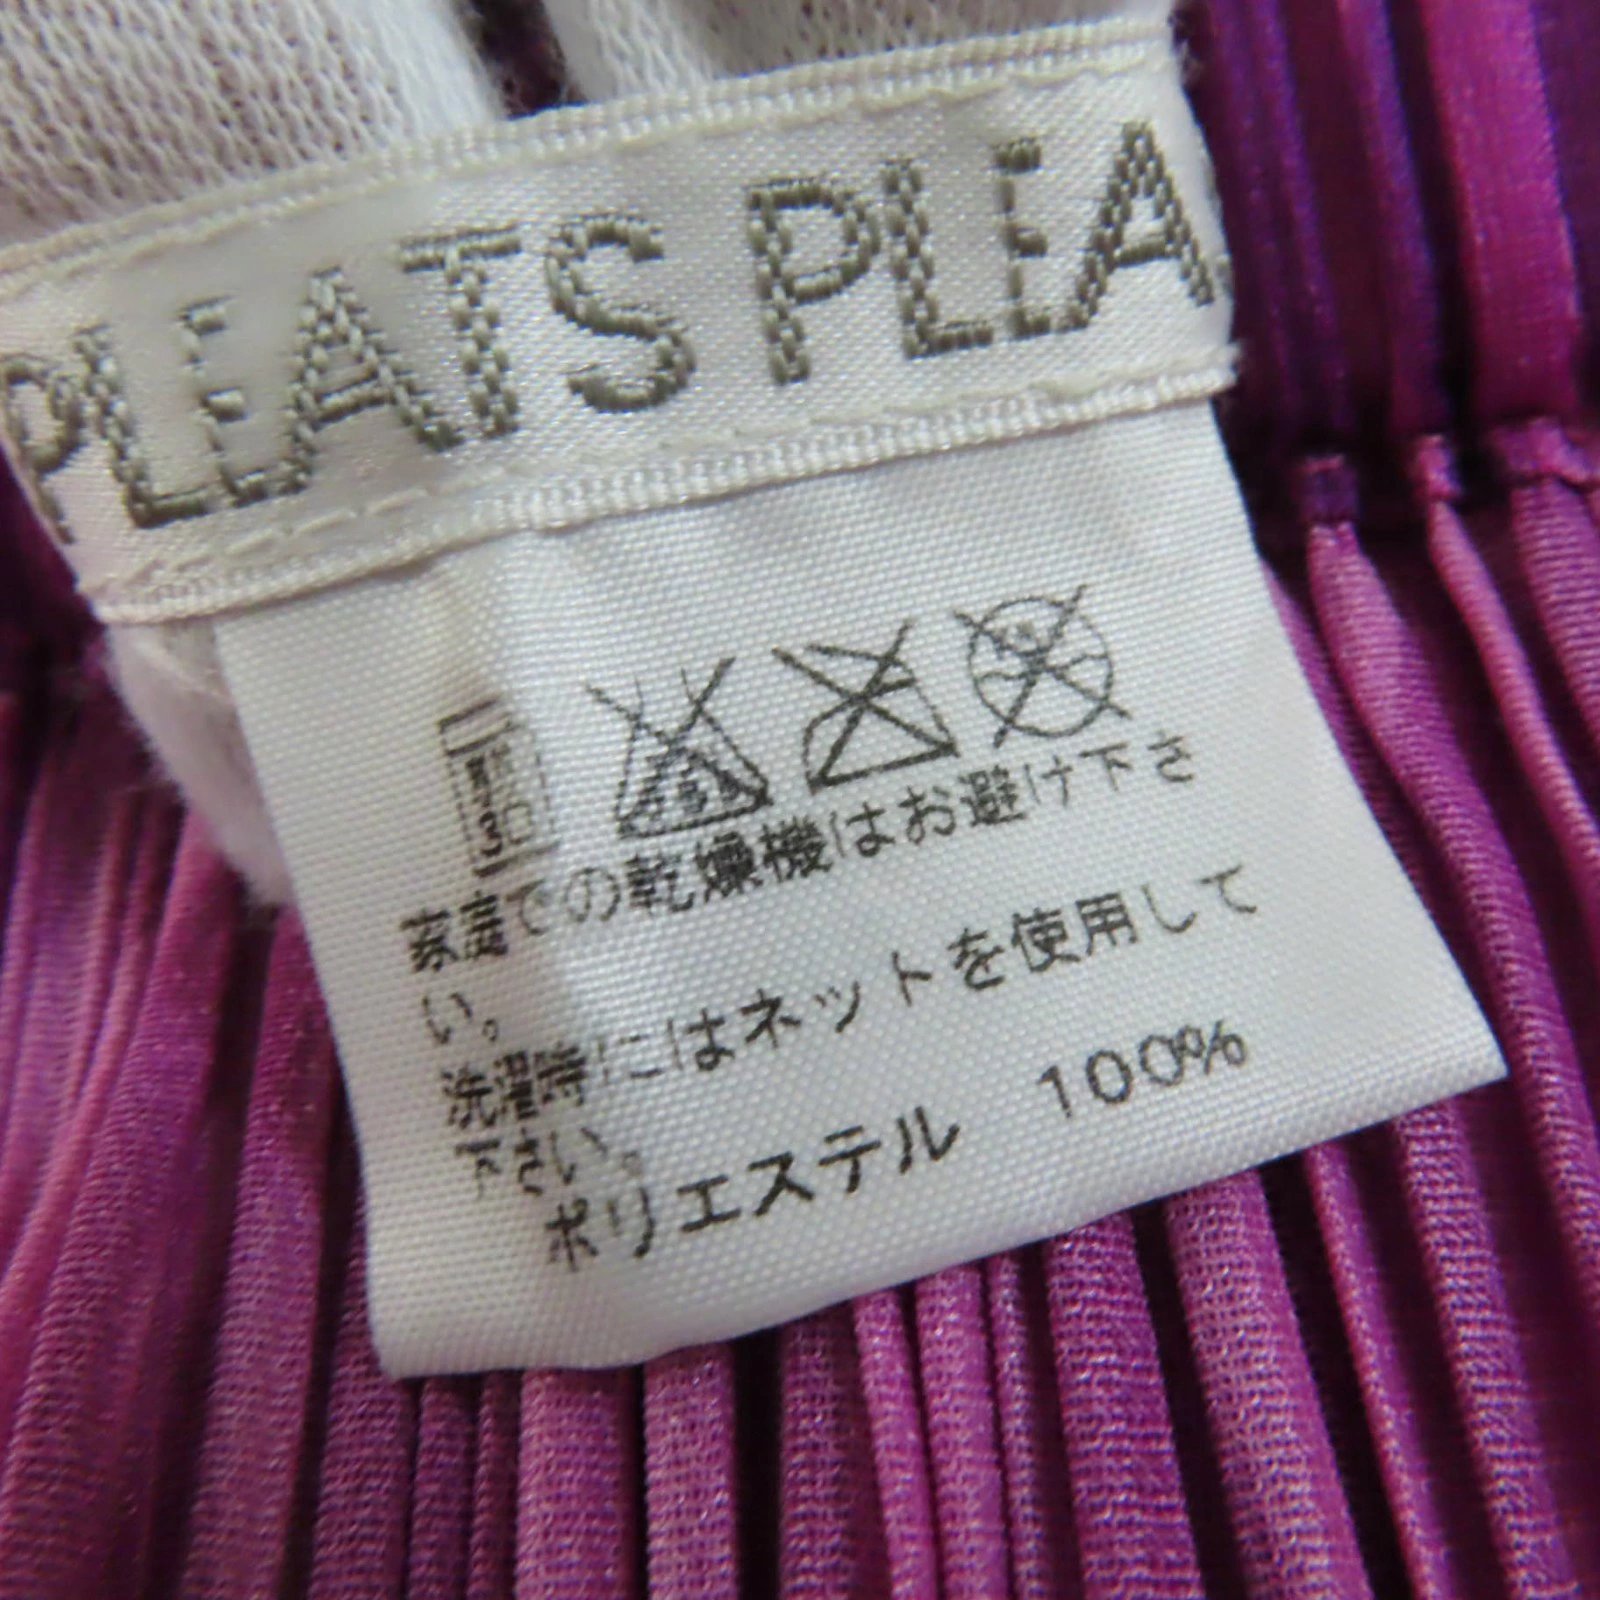 PLEATS PLEA
家庭での乾燥機はお避け下さ
い。
洗濯時にはネットを使用して
下さい。
ポリエステル 100%